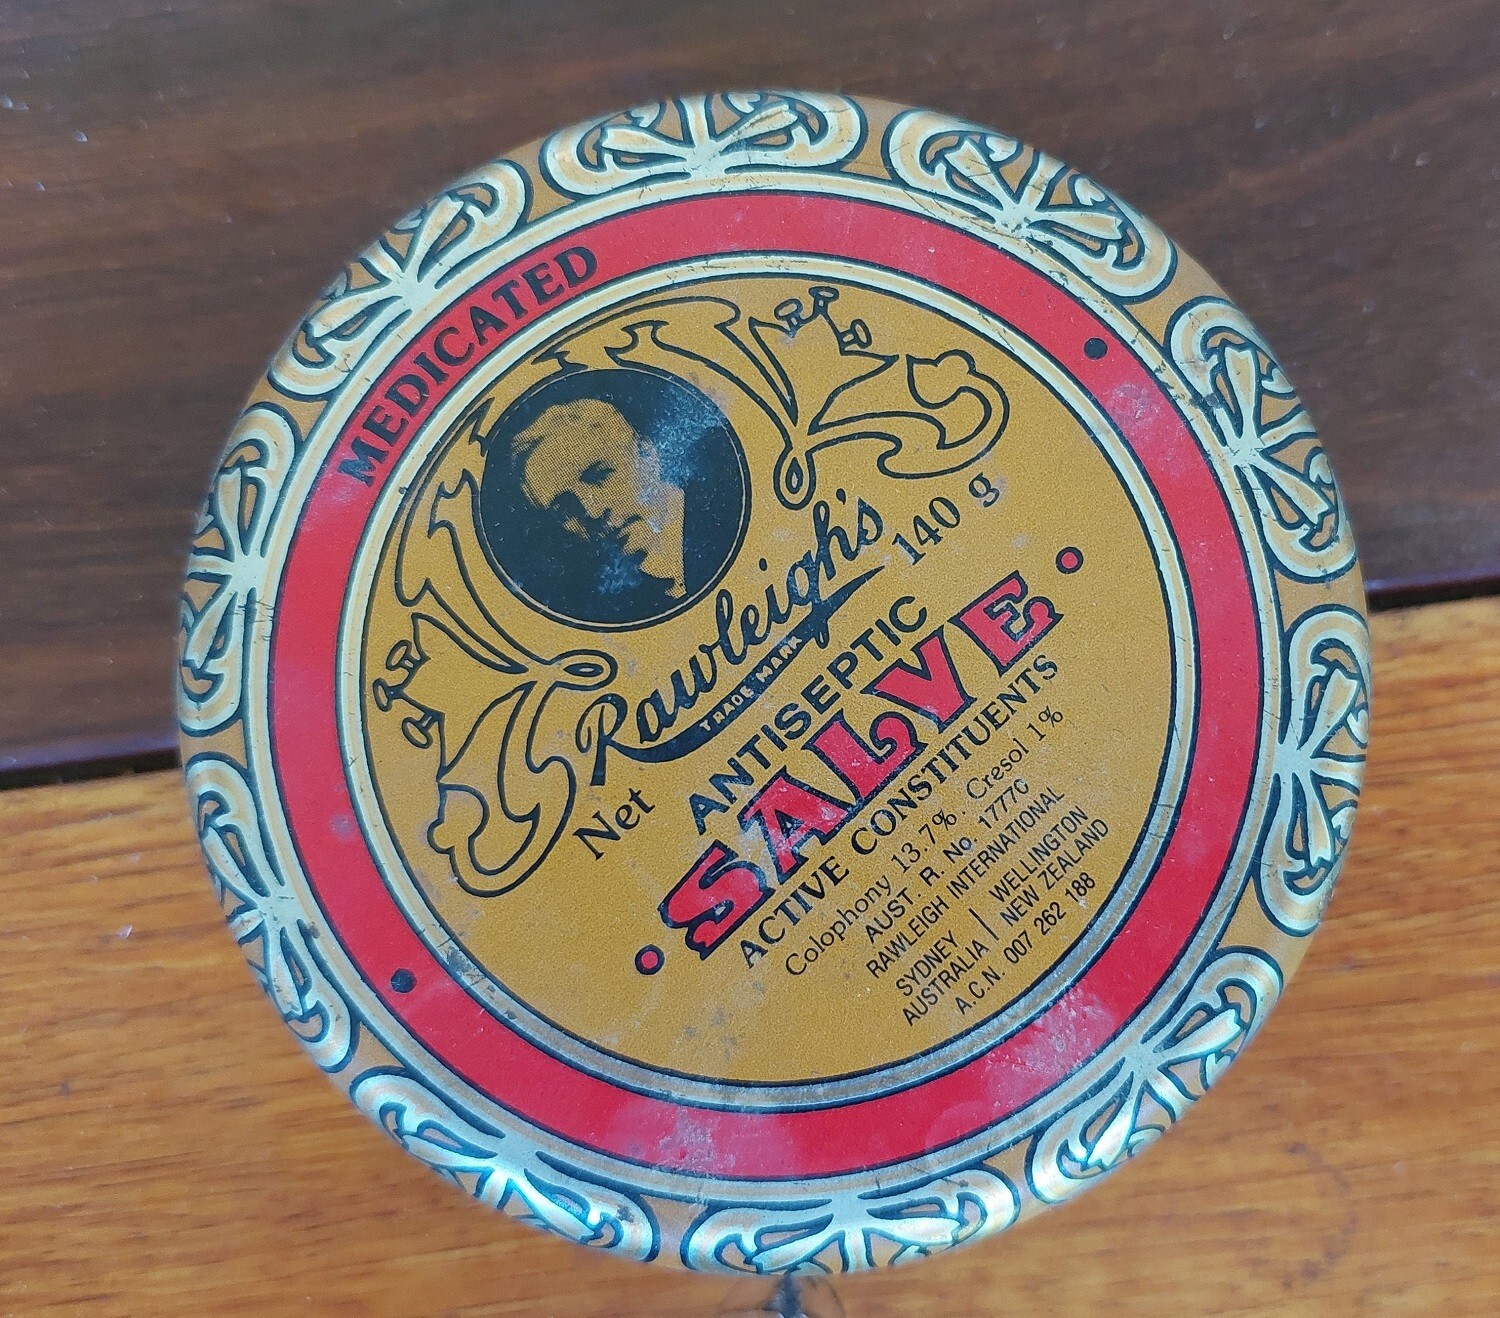 MEDICATED
Rawleigh's
TRADE MARK
Net 140 g
ANTISEPTIC
SALVE
ACTIVE CONSTITUENTS
Colophony 13.7%. Cresol 1%
AUST. R. No. 1777C
RAWLEIGH INTERNATIONAL
SYDNEY | WELLINGTON
AUSTRALIA | NEW ZEALAND
A.C.N. 007 262 188